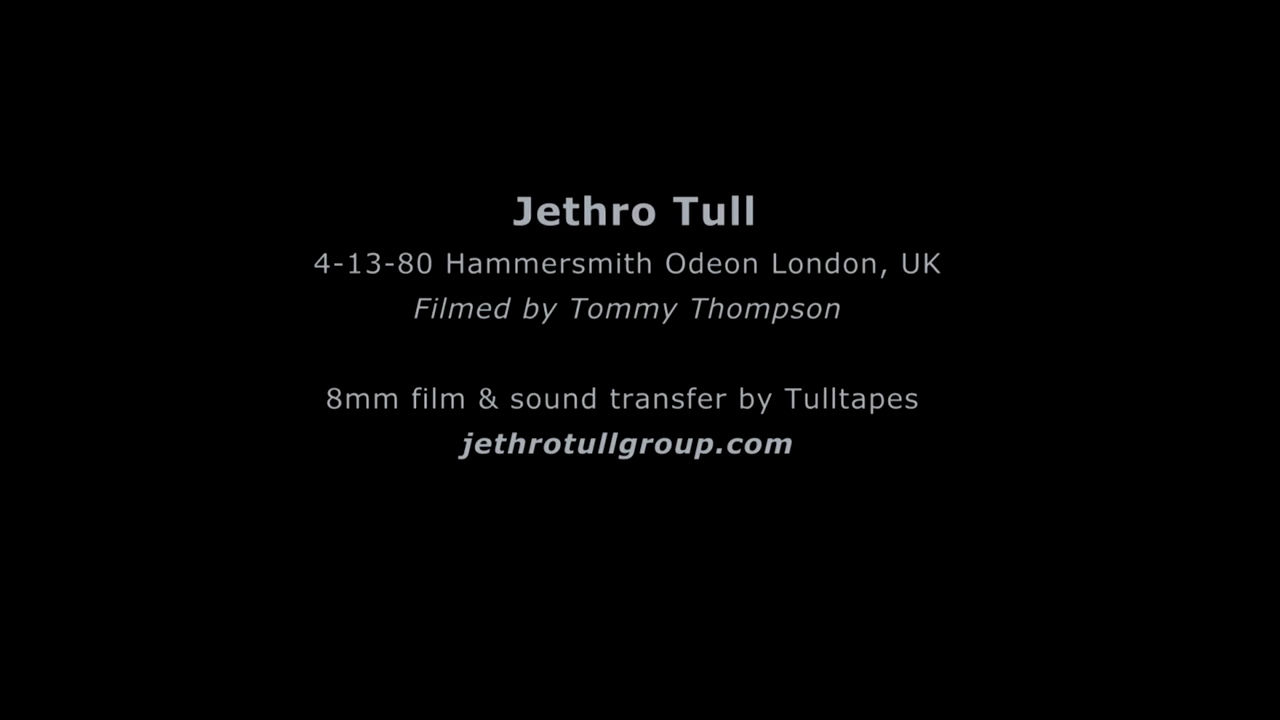 Jethro Tull
4-13-80 Hammersmith Odeon London, UK
Filmed by Tommy Thompson
8mm film & sound transfer by Tulltapes
jethrotullgroup.com